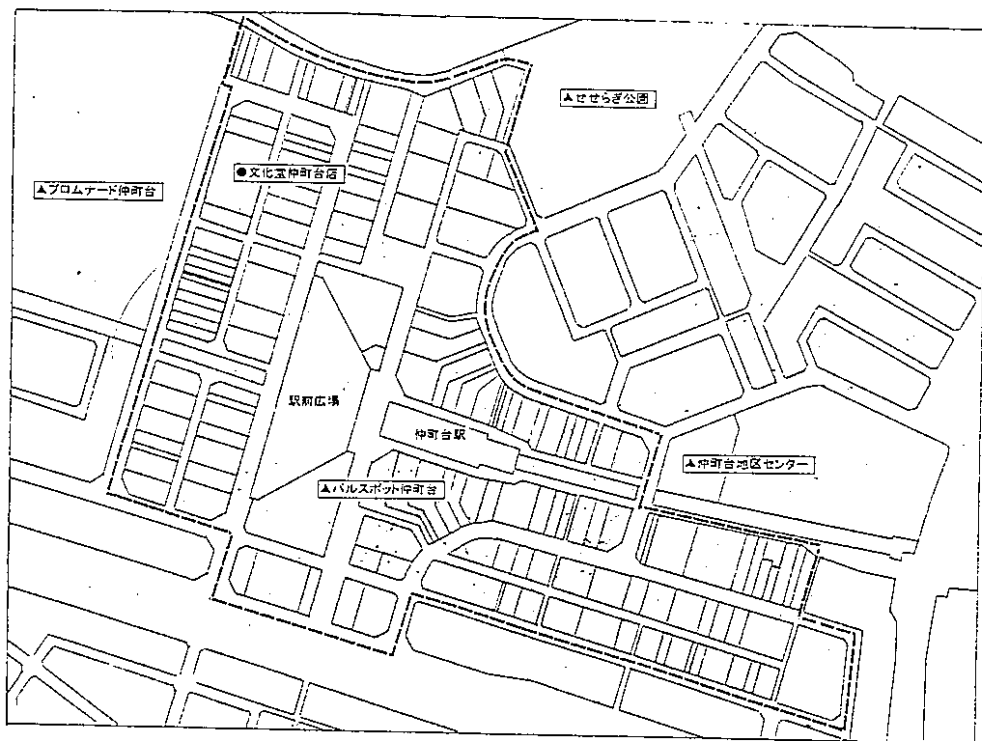 ▲せせらぎ公園
●文化堂仲町台店
▲プロムナード仲町台
駅前広場
仲町台駅
▲仲町台地区センター
▲パルスポット仲町台